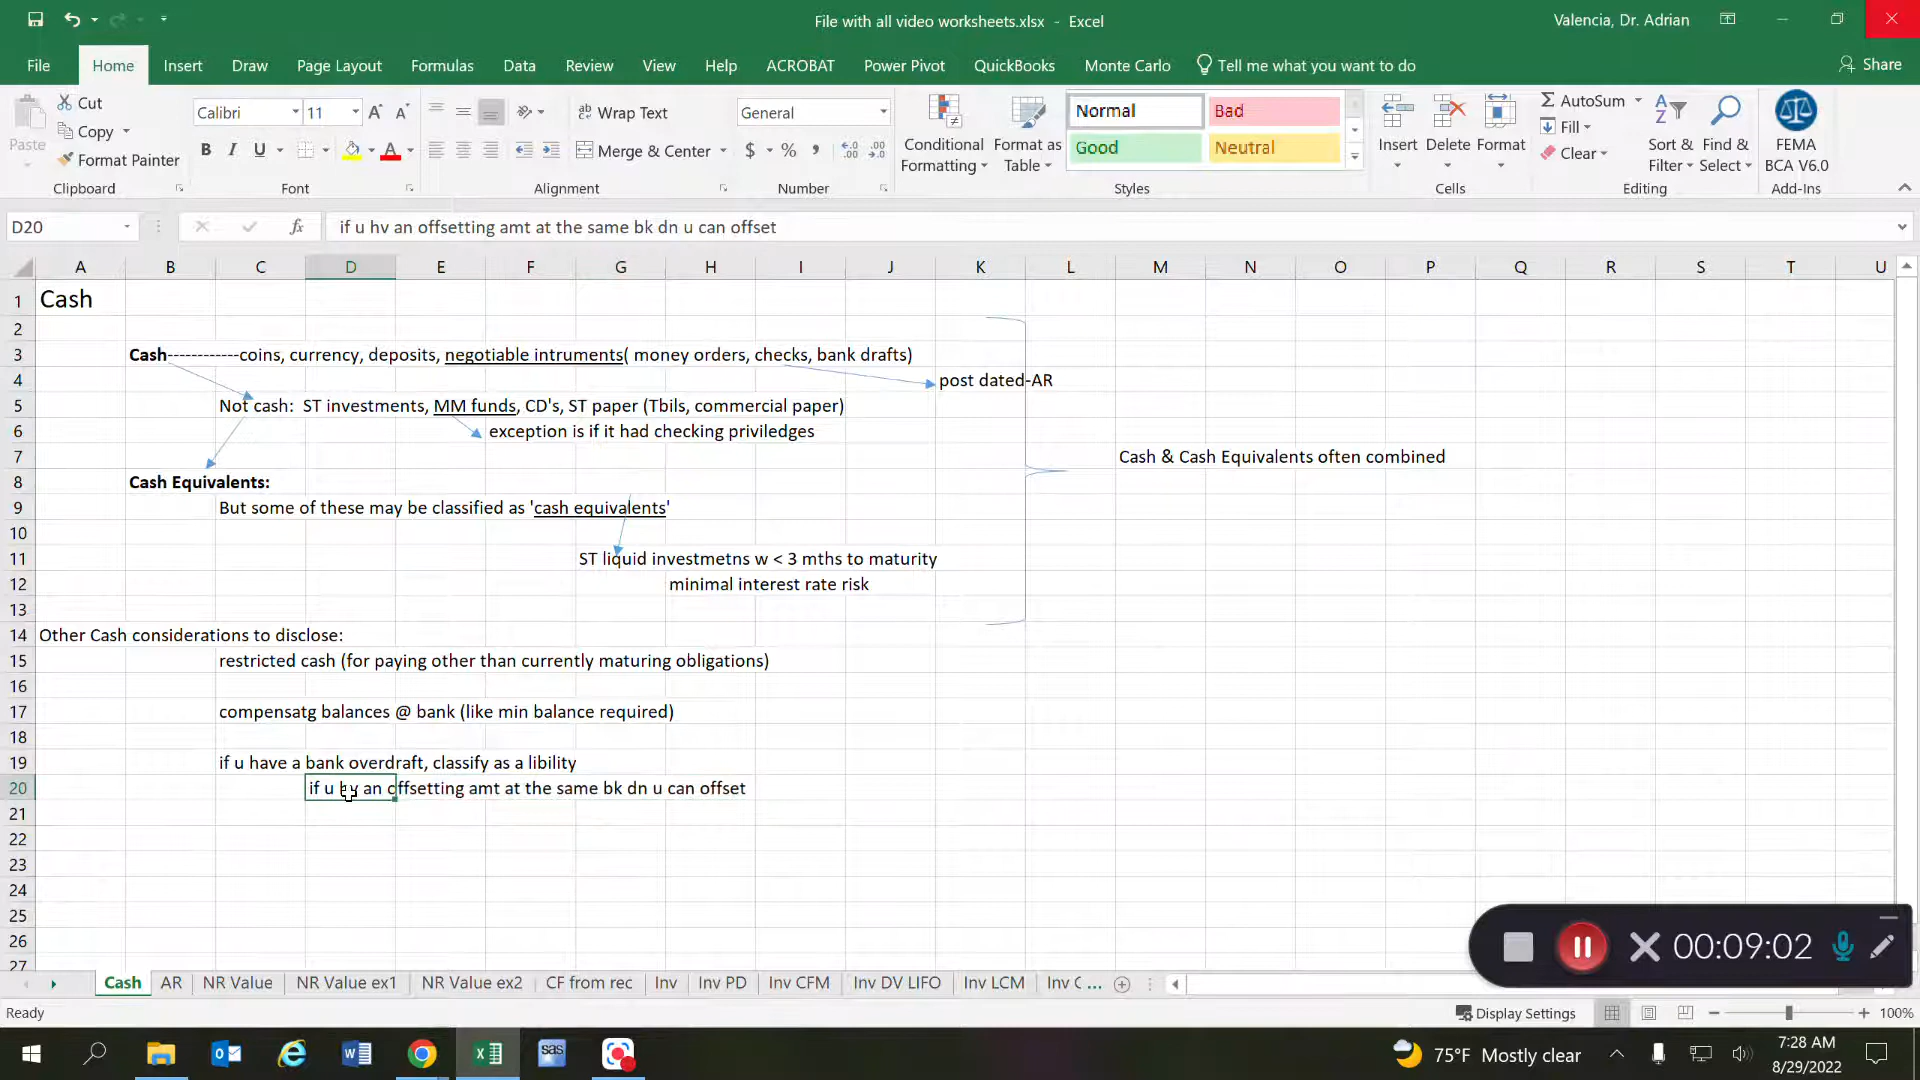 File with all video worksheets.xlsx - Excel
Valencia, Dr. Adrian
File Home Insert Draw Page Layout Formulas Data Review View Help ACROBAT Power Pivot QuickBooks Monte Carlo Tell me what you want to do Share
Paste
Cut
Copy
Format Painter
Clipboard
Calibri 11
B I U
Font
Wrap Text
Merge & Center
Alignment
General
$ % ,
Number
Conditional Formatting
Format as Table
Normal Bad
Good Neutral
Styles
Insert Delete Format
Cells
AutoSum
Fill
Clear
Sort & Filter
Find & Select
Editing
FEMA BCA V6.0
Add-Ins
D20 fx if u hv an offsetting amt at the same bk dn u can offset
A B C D E F G H I J K L M N O P Q R S T U
1 Cash
2
3 Cash------------coins, currency, deposits, negotiable intruments( money orders, checks, bank drafts)
4 post dated-AR
5 Not cash: ST investments, MM funds, CD's, ST paper (Tbils, commercial paper)
6 exception is if it had checking priviledges
7 Cash & Cash Equivalents often combined
8 Cash Equivalents:
9 But some of these may be classified as 'cash equivalents'
10
11 ST liquid investmetns w < 3 mths to maturity
12 minimal interest rate risk
13
14 Other Cash considerations to disclose:
15 restricted cash (for paying other than currently maturing obligations)
16
17 compensatg balances @ bank (like min balance required)
18
19 if u have a bank overdraft, classify as a libility
20 if u hv an offsetting amt at the same bk dn u can offset
21
22
23
24
25
26
27
00:09:02
Cash AR NR Value NR Value ex1 NR Value ex2 CF from rec Inv Inv PD Inv CFM Inv DV LIFO Inv LCM Inv C ...
Ready
Display Settings
100%
75°F Mostly clear
7:28 AM
8/29/2022